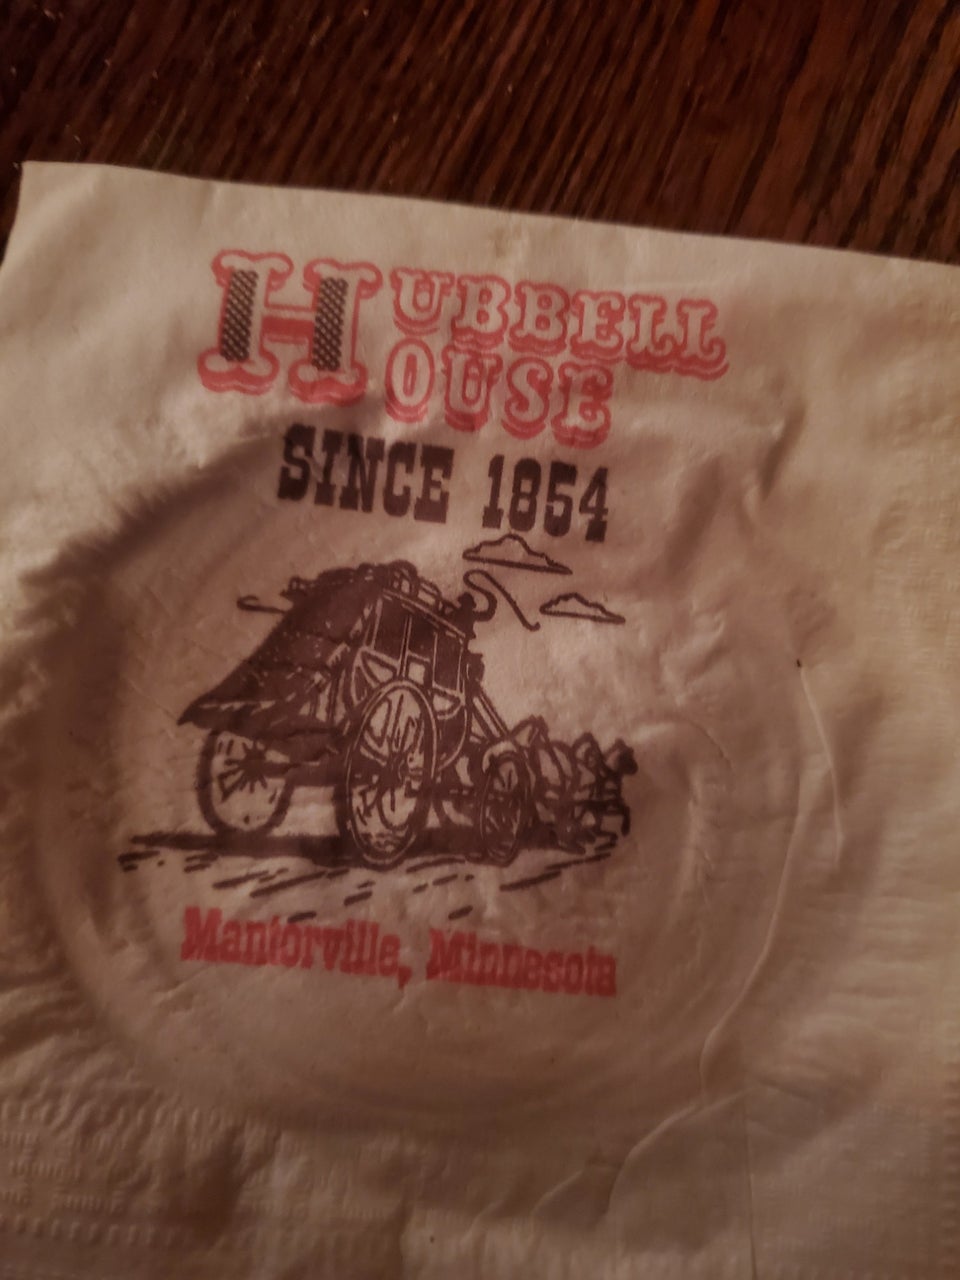 HUBBELL
HOUSE
SINCE 1854
Mantorville, Minnesota